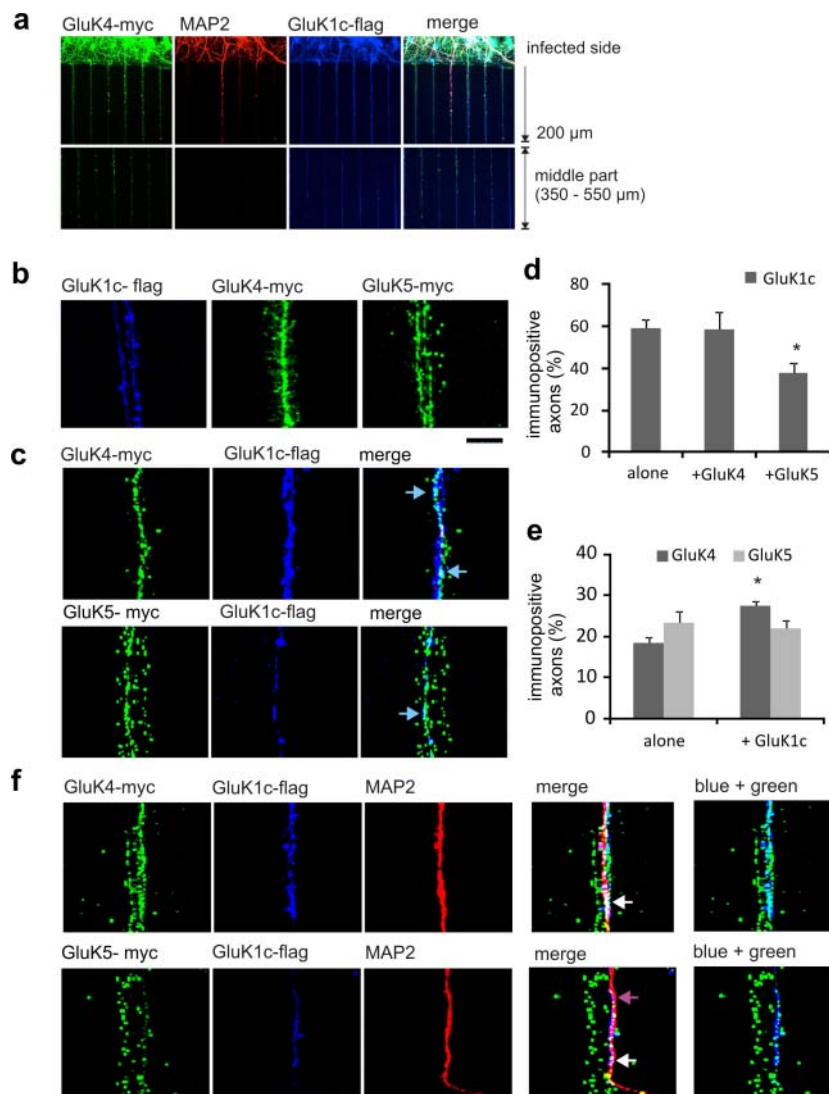 a
GluK4-myc MAP2 GluK1c-flag merge
infected side
200 µm
middle part
(350 - 550 µm)
b
GluK1c- flag GluK4-myc GluK5-myc
c
GluK4-myc GluK1c-flag merge
GluK5- myc GluK1c-flag merge
d
GluK1c
immunopositive
axons (%)
80
60
40
20
0
*
alone +GluK4 +GluK5
e
GluK4 GluK5
immunopositive
axons (%)
40
30
20
10
0
*
alone + GluK1c
f
GluK4-myc GluK1c-flag MAP2 merge blue + green
GluK5- myc GluK1c-flag MAP2 merge blue + green